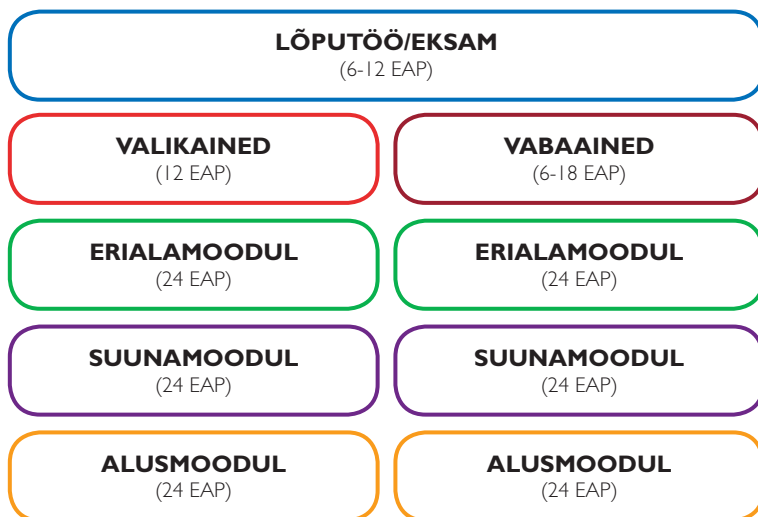 LÕPUTÖÖ/EKSAM
(6-12 EAP)
VALIKAINED
(12 EAP)
VABAAINED
(6-18 EAP)
ERIALAMOODUL
(24 EAP)
ERIALAMOODUL
(24 EAP)
SUUNAMOODUL
(24 EAP)
SUUNAMOODUL
(24 EAP)
ALUSMOODUL
(24 EAP)
ALUSMOODUL
(24 EAP)